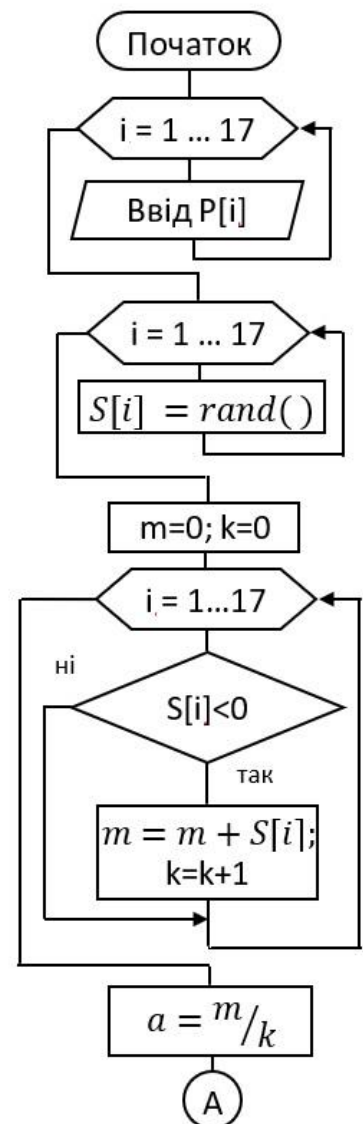 Початок
i = 1 ... 17
Ввід P[i]
i = 1 ... 17
S[i] = rand( )
m=0; k=0
i = 1...17
ні
S[i]<0
так
m = m + S[i];
k=k+1
a = m/k
A